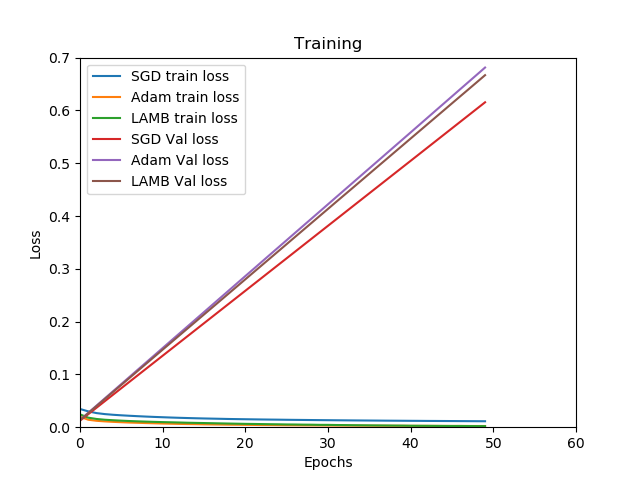 Training
0.7
0.6
0.5
0.4
0.3
0.2
0.1
0.0
Loss
SGD train loss
Adam train loss
LAMB train loss
SGD Val loss
Adam Val loss
LAMB Val loss
0 10 20 30 40 50 60
Epochs